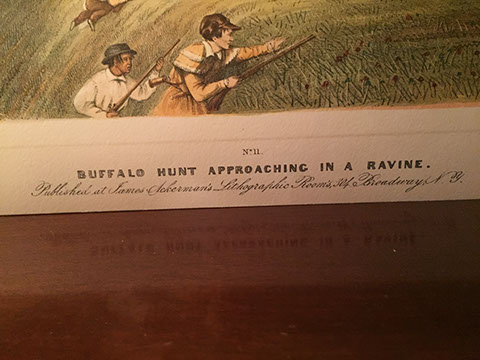 No. 11.
BUFFALO HUNT APPROACHING IN A RAVINE.
Published at James Ackerman's Lithographic Rooms, 304 Broadway, N.Y.